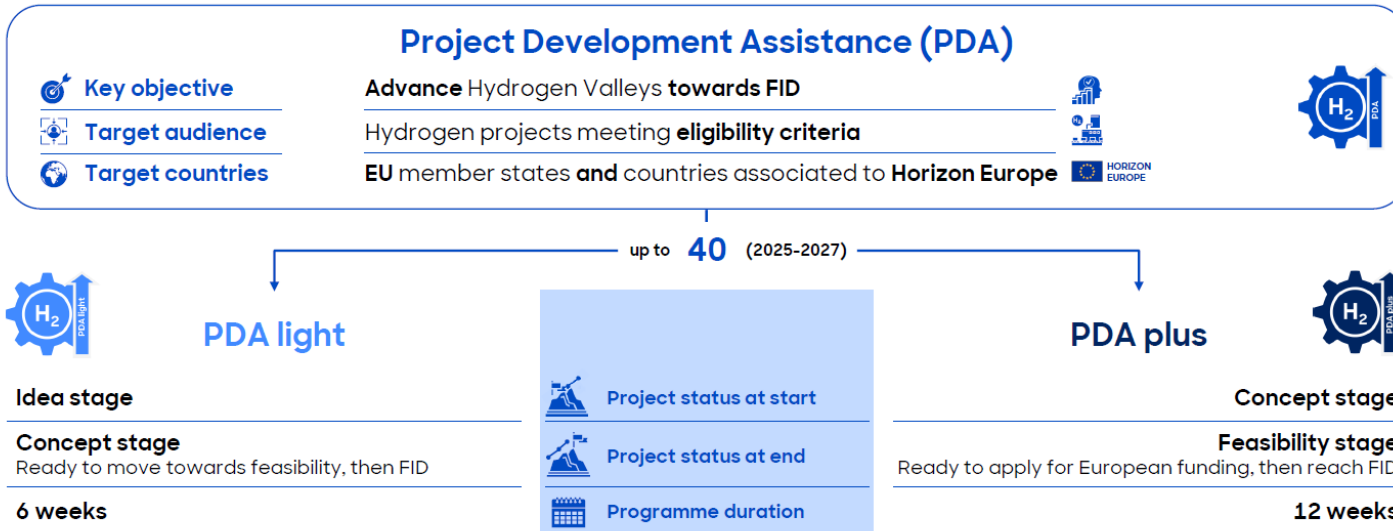 Project Development Assistance (PDA)
Key objective
Advance Hydrogen Valleys towards FID
Target audience
Hydrogen projects meeting eligibility criteria
Target countries
EU member states and countries associated to Horizon Europe
HORIZON
EUROPE
H2
PDA
up to 40 (2025-2027)
H2
PDA light
PDA light
PDA plus
H2
PDA plus
Idea stage
Project status at start
Concept stage
Concept stage
Ready to move towards feasibility, then FID
Project status at end
Feasibility stage
Ready to apply for European funding, then reach FID
6 weeks
Programme duration
12 weeks